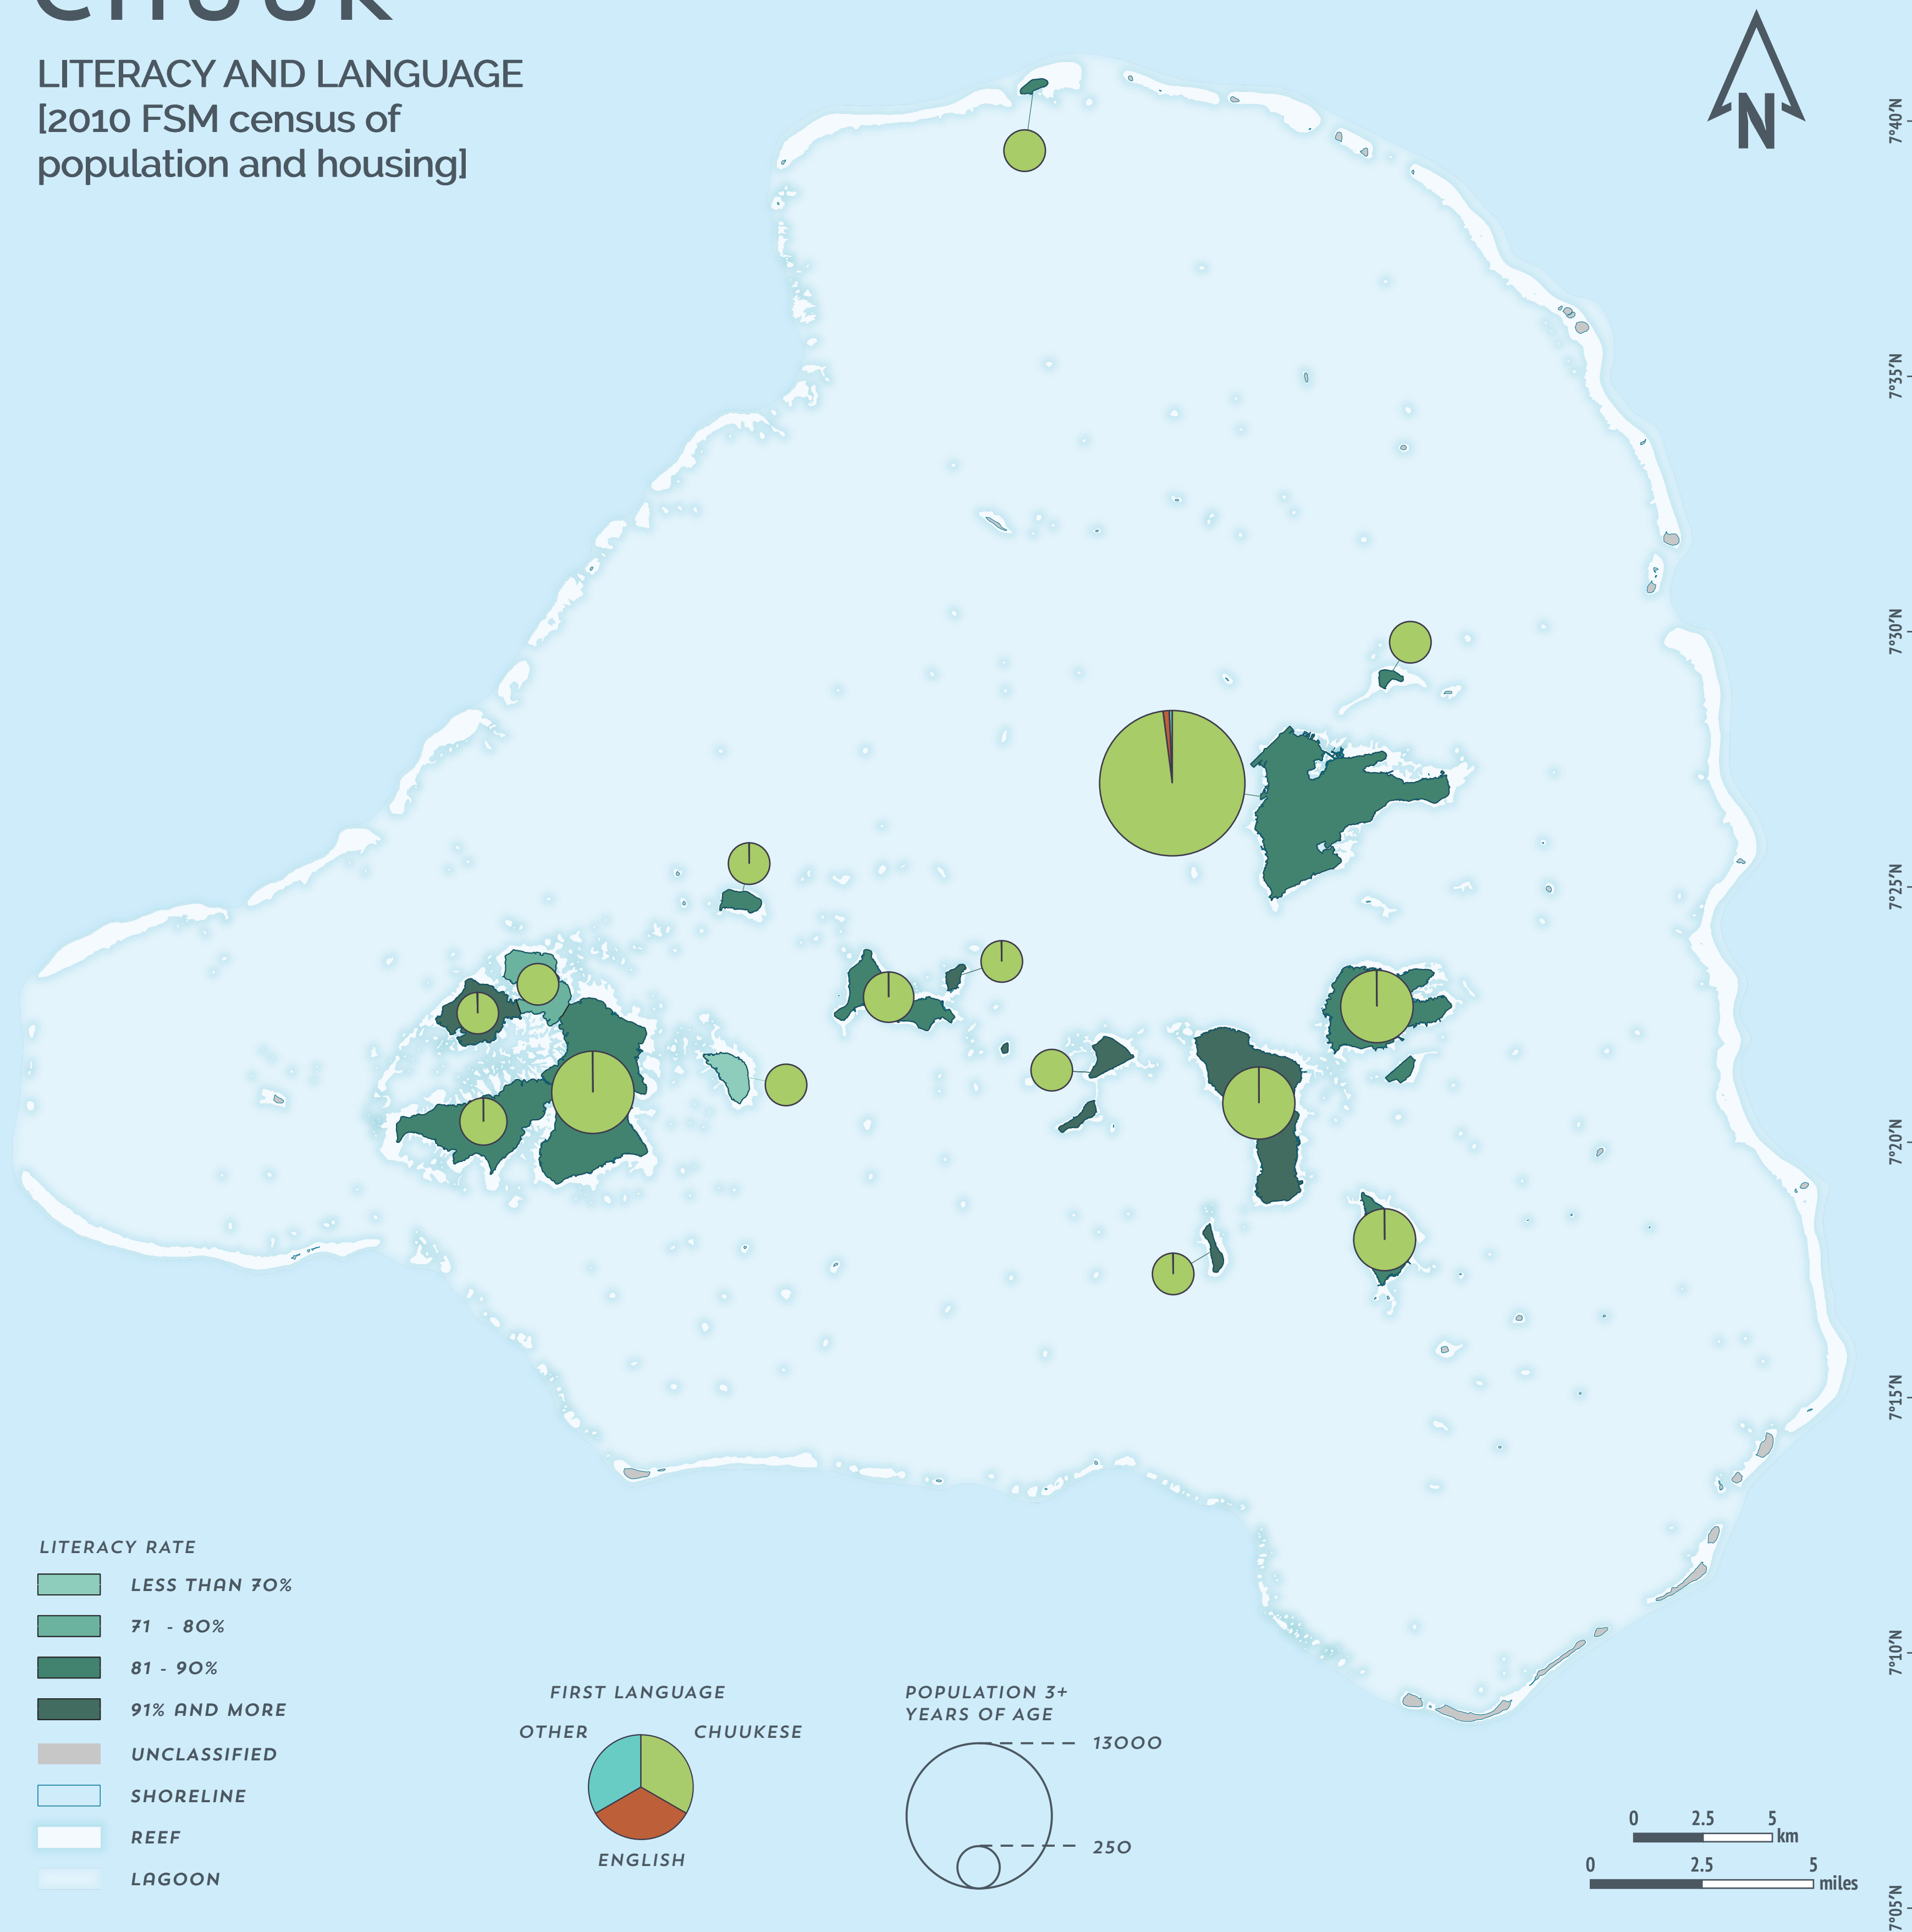 CHUUK
LITERACY AND LANGUAGE
[2010 FSM census of
population and housing]
N
7°40'N
7°35'N
7°30'N
7°25'N
7°20'N
7°15'N
7°10'N
7°05'N
LITERACY RATE
LESS THAN 70%
71 - 80%
81 - 90%
91% AND MORE
UNCLASSIFIED
SHORELINE
REEF
LAGOON
FIRST LANGUAGE
OTHER
CHUUKESE
ENGLISH
POPULATION 3+
YEARS OF AGE
13000
250
0 2.5 5
km
0 2.5 5
miles